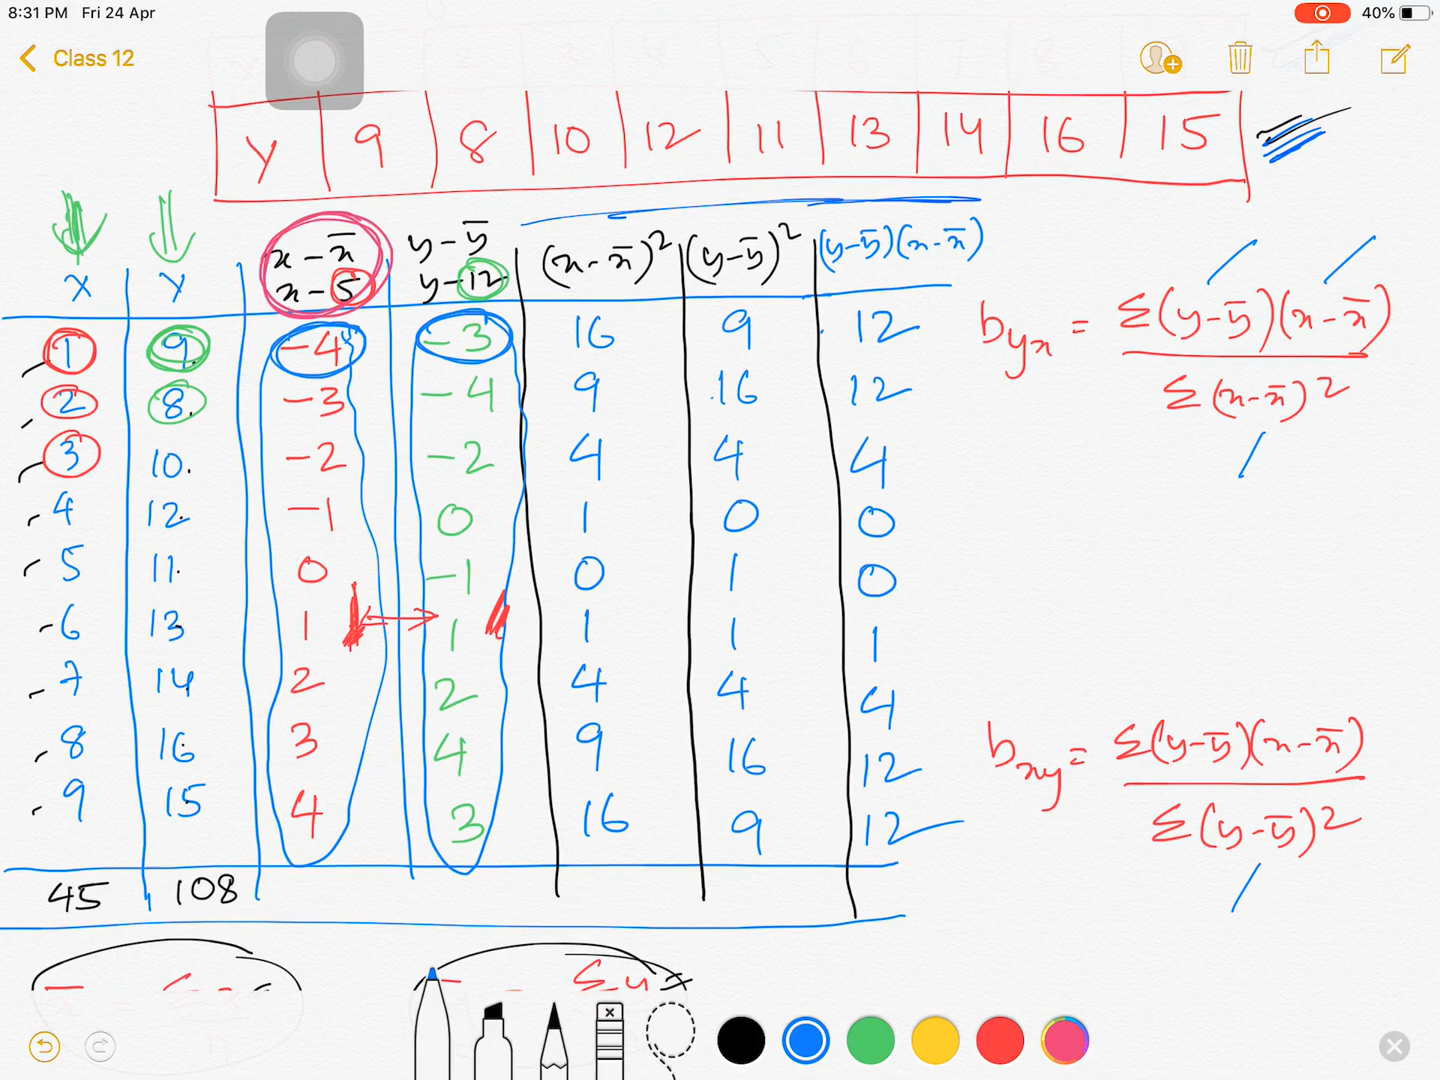 8:31 PM Fri 24 Apr 40%
Class 12
y 9 8 10 12 11 13 14 16 15
x - x̄ y - ȳ (x - x̄)² (y - ȳ)² (y - ȳ)(x - x̄)
X Y x - 5 y - 12
1 9 -4 -3 16 9 12
2 8 -3 -4 9 16 12
3 10 -2 -2 4 4 4
4 12 -1 0 1 0 0
5 11 0 -1 0 1 0
6 13 1 1 1 1 1
7 14 2 2 4 4 4
8 16 3 4 9 16 12
9 15 4 3 16 9 12
45 108
byx = Σ(y - ȳ)(x - x̄)
Σ(x - x̄)²
bxy = Σ(y - ȳ)(x - x̄)
Σ(y - ȳ)²